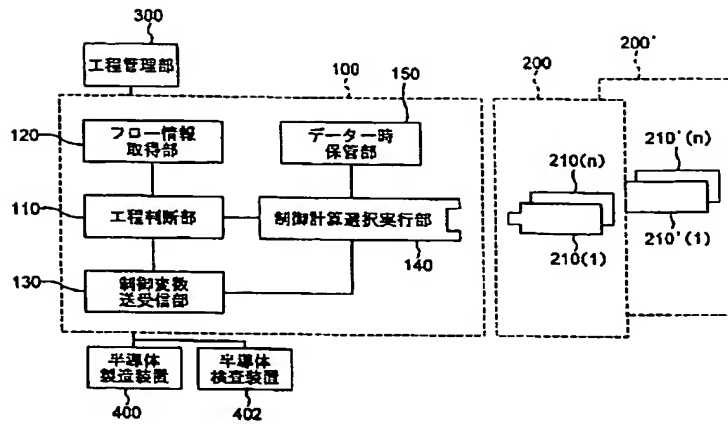 300
工程管理部
100
150
200
200'
120
フロー情報
取得部
データ一時
保管部
210(n)
210'(n)
110
工程判断部
制御計算選択実行部
140
210(1)
210'(1)
130
制御変数
送受信部
半導体
製造装置
400
半導体
検査装置
402